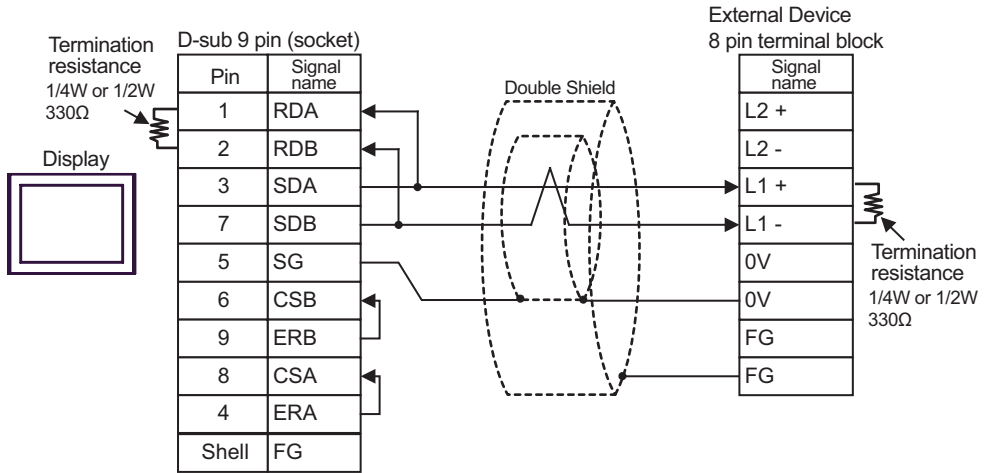 External Device
8 pin terminal block
Termination
resistance
1/4W or 1/2W
330Ω
D-sub 9 pin (socket)
Pin
Signal
name
1
RDA
2
RDB
3
SDA
7
SDB
5
SG
6
CSB
9
ERB
8
CSA
4
ERA
Shell
FG
Display
Double Shield
Signal
name
L2 +
L2 -
L1 +
L1 -
0V
0V
FG
FG
Termination
resistance
1/4W or 1/2W
330Ω